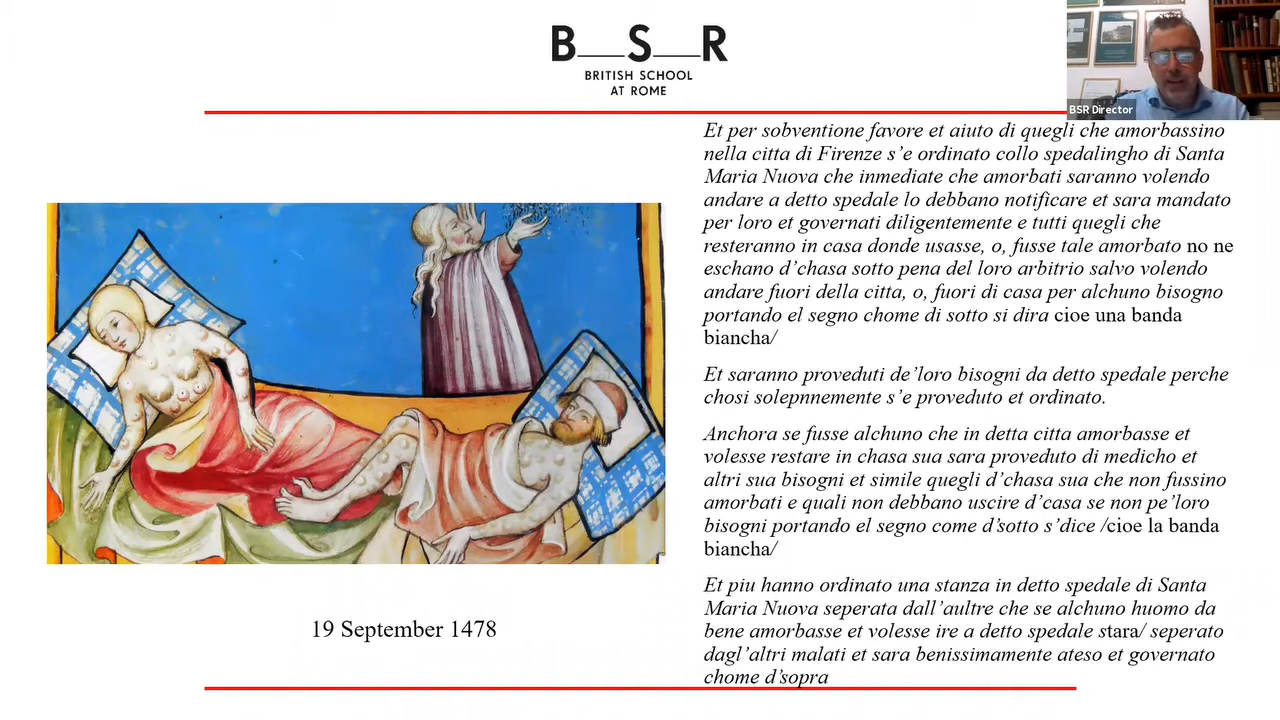 B__S__R
BRITISH SCHOOL
AT ROME
BSR Director
Et per sobventione favore et aiuto di quegli che amorbassino
nella citta di Firenze s’e ordinato collo spedalingho di Santa
Maria Nuova che inmediate che amorbati saranno volendo
andare a detto spedale lo debbano notificare et sara mandato
per loro et governati diligentemente e tutti quegli che
resteranno in casa donde usasse, o, fusse tale amorbato no ne
eschano d’chasa sotto pena del loro arbitrio salvo volendo
andare fuori della citta, o, fuori di casa per alchuno bisogno
portando el segno chome di sotto si dira cioe una banda
biancha/
Et saranno proveduti de’loro bisogni da detto spedale perche
chosi solepnnemente s’e proveduto et ordinato.
Anchora se fusse alchuno che in detta citta amorbasse et
volesse restare in chasa sua sara proveduto di medicho et
altri sua bisogni et simile quegli d’chasa sua che non fussino
amorbati e quali non debbano uscire d’casa se non pe’loro
bisogni portando el segno come d’sotto s’dice /cioe la banda
biancha/
Et piu hanno ordinato una stanza in detto spedale di Santa
Maria Nuova seperata dall’aultre che se alchuno huomo da
bene amorbasse et volesse ire a detto spedale stara/ seperato
dagl’altri malati et sara benissimamente ateso et governato
chome d’sopra
19 September 1478